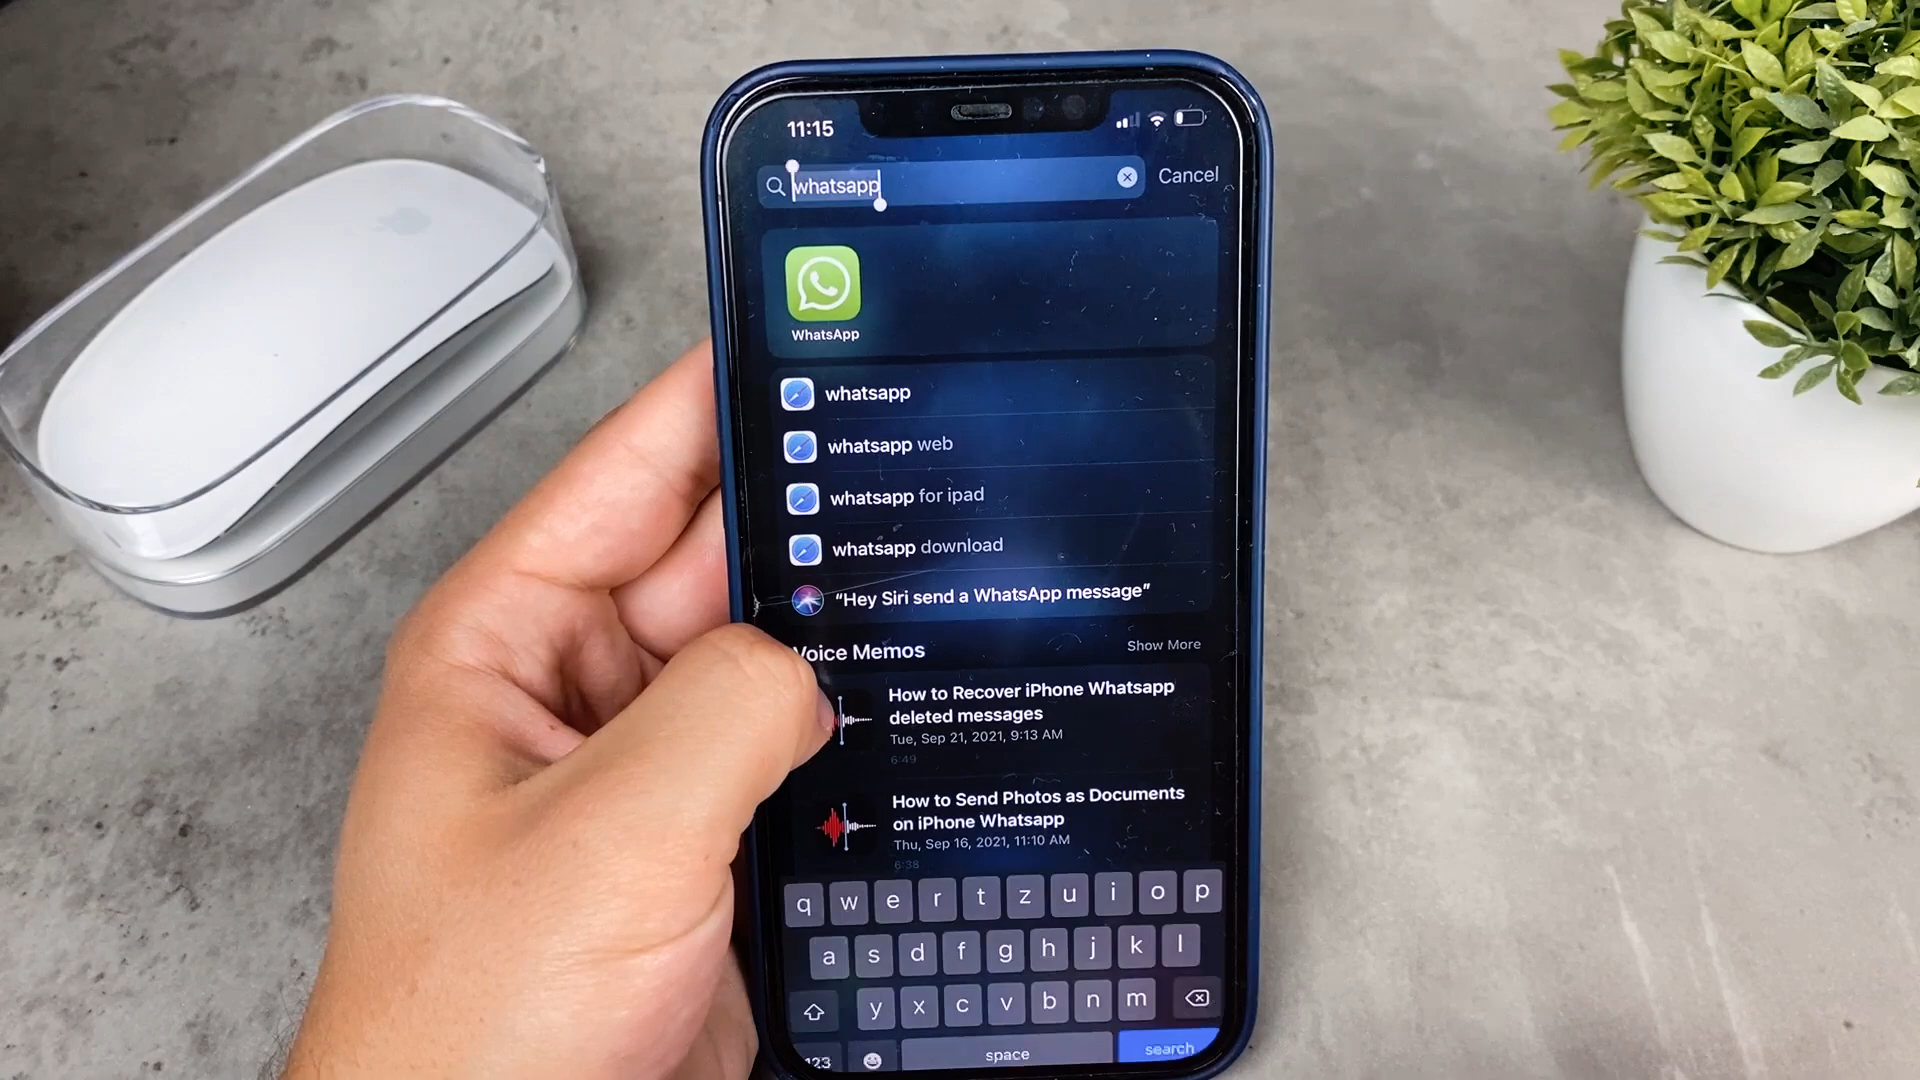 11:15
whatsapp
Cancel
WhatsApp
whatsapp
whatsapp web
whatsapp for ipad
whatsapp download
“Hey Siri send a WhatsApp message”
Voice Memos
Show More
How to Recover iPhone Whatsapp
deleted messages
Tue, Sep 21, 2021, 9:13 AM
6:49
How to Send Photos as Documents
on iPhone Whatsapp
Thu, Sep 16, 2021, 11:10 AM
6:38
q w e r t z u i o p
a s d f g h j k l
y x c v b n m
123 space search